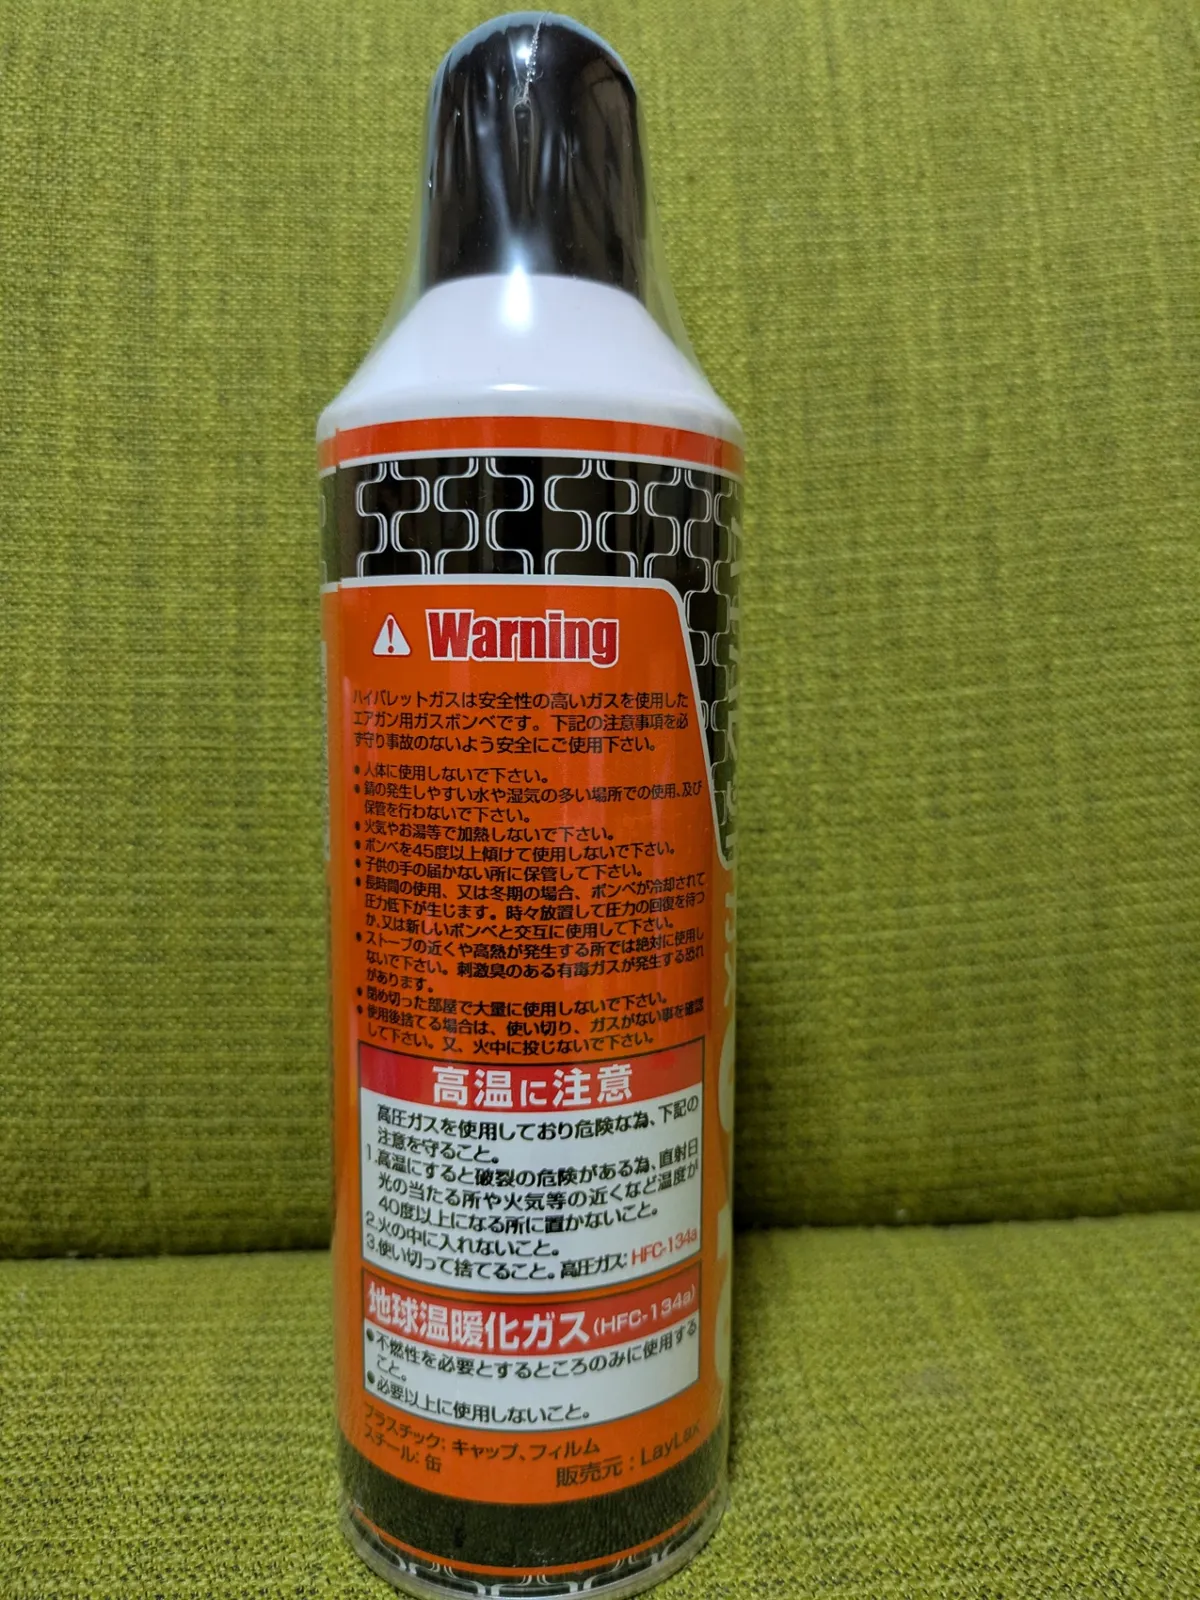 Warning
ハイバレットガスは安全性の高いガスを使用した
エアガン用ガスボンベです。下記の注意事項を必
ず守り事故のないよう安全にご使用下さい。
●人体に使用しないで下さい。
●錆の発生しやすい水や湿気の多い場所での使用、及び
保管を行わないで下さい。
●火気やお湯等で加熱しないで下さい。
●ボンベを45度以上傾けて使用しないで下さい。
●子供の手の届かない所に保管して下さい。
●長時間の使用、又は冬期の場合、ボンベが冷却されて
圧力低下が生じます。時々放置して圧力の回復を待つ
か、又は新しいボンベと交互に使用して下さい。
●ストーブの近くや高熱が発生する所では絶対に使用し
ないで下さい。刺激臭のある有毒ガスが発生する恐れ
があります。
●閉め切った部屋で大量に使用しないで下さい。
●使用後捨てる場合は、使い切り、ガスがない事を確認
して下さい。又、火中に投じないで下さい。
高温に注意
高圧ガスを使用しており危険な為、下記の
注意を守ること。
1.高温にすると破裂の危険がある為、直射日
光の当たる所や火気等の近くなど温度が
40度以上になる所に置かないこと。
2.火の中に入れないこと。
3.使い切って捨てること。高圧ガス:HFC-134a
地球温暖化ガス(HFC-134a)
●不燃性を必要とするところのみに使用する
こと。
●必要以上に使用しないこと。
プラスチック:キャップ、フィルム
スチール:缶
販売元:LayLax